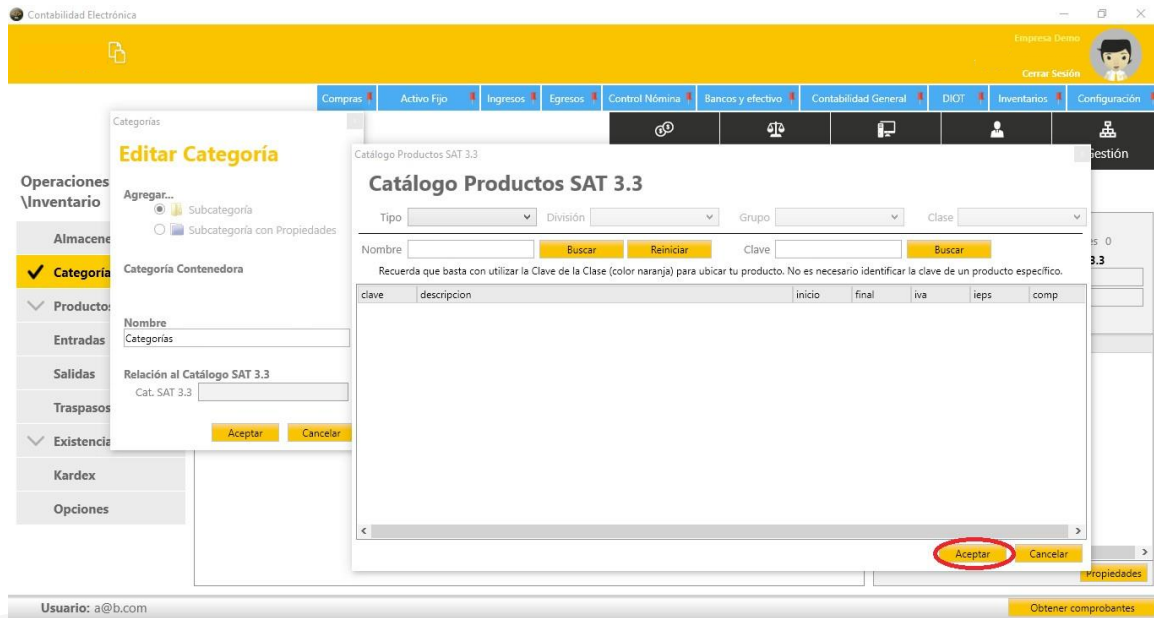 Contabilidad Electrónica
Empresa Demo
Cerrar Sesión
Compras Activo Fijo Ingresos Egresos Control Nómina Bancos y efectivo Contabilidad General DIOT Inventarios Configuración
Categorías
Editar Categoría
Agregar...
Subcategoría
Subcategoría con Propiedades
Categoría Contenedora
Nombre
Categorías
Relación al Catálogo SAT 3.3
Cat. SAT 3.3
Aceptar Cancelar
Catálogo Productos SAT 3.3
Catálogo Productos SAT 3.3
Tipo División Grupo Clase
Nombre Buscar Reiniciar Clave Buscar
Recuerda que basta con utilizar la Clave de la Clase (color naranja) para ubicar tu producto. No es necesario identificar la clave de un producto específico.
clave descripcion inicio final iva ieps comp
Aceptar Cancelar
Operaciones
\Inventario
Almacene
Categoría
Producto
Entradas
Salidas
Traspasos
Existencia
Kardex
Opciones
0
3.3
Propiedades
Usuario: a@b.com
Obtener comprobantes